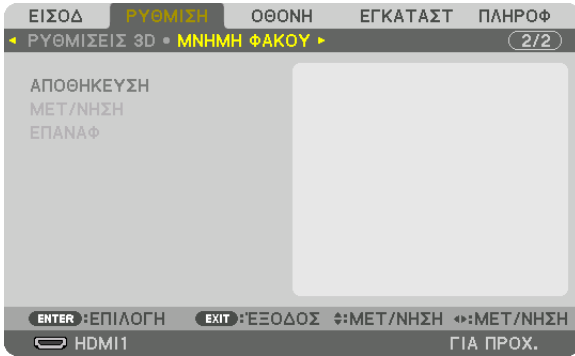 ΕΙΣΟΔ ΡΥΘΜΙΣΗ ΟΘΟΝΗ ΕΓΚΑΤΑΣΤ ΠΛΗΡΟΦ
◂ ΡΥΘΜΙΣΕΙΣ 3D • ΜΝΗΜΗ ΦΑΚΟΥ ▸ 2/2
ΑΠΟΘΗΚΕΥΣΗ
ΜΕΤ/ΝΗΣΗ
ΕΠΑΝΑΦ
ENTER :ΕΠΙΛΟΓΗ EXIT :ΈΞΟΔΟΣ :ΜΕΤ/ΝΗΣΗ :ΜΕΤ/ΝΗΣΗ
HDMI1 ΓΙΑ ΠΡΟΧ.